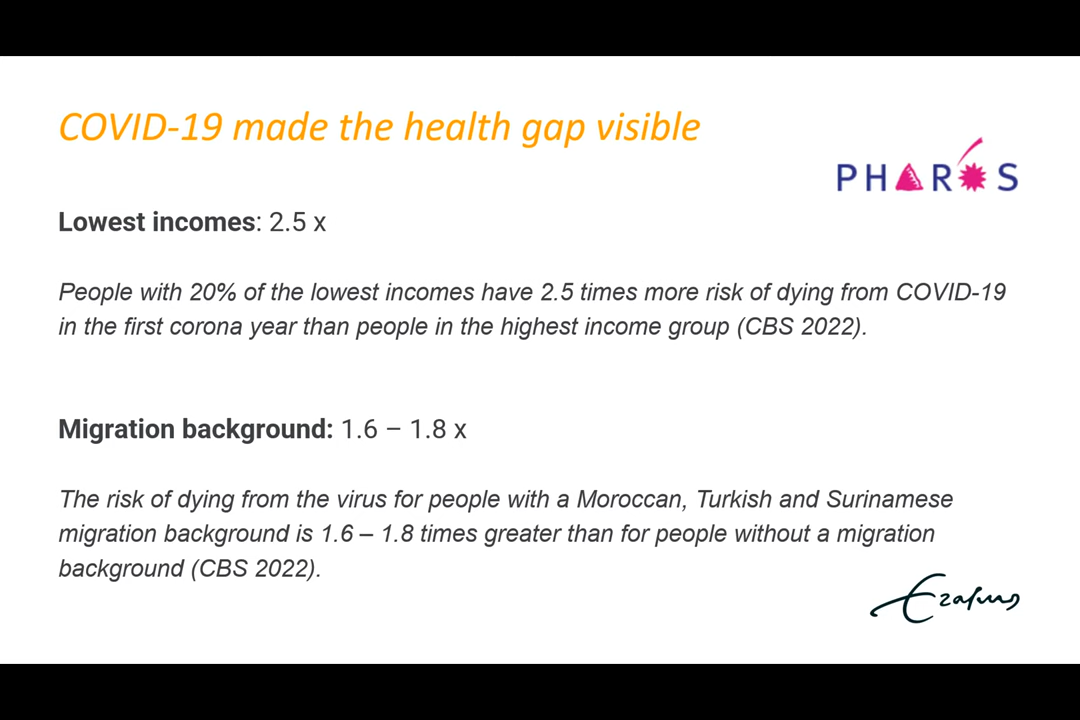 COVID-19 made the health gap visible
PHAROS
Lowest incomes: 2.5 x
People with 20% of the lowest incomes have 2.5 times more risk of dying from COVID-19
in the first corona year than people in the highest income group (CBS 2022).
Migration background: 1.6 – 1.8 x
The risk of dying from the virus for people with a Moroccan, Turkish and Surinamese
migration background is 1.6 – 1.8 times greater than for people without a migration
background (CBS 2022).
Erasmus